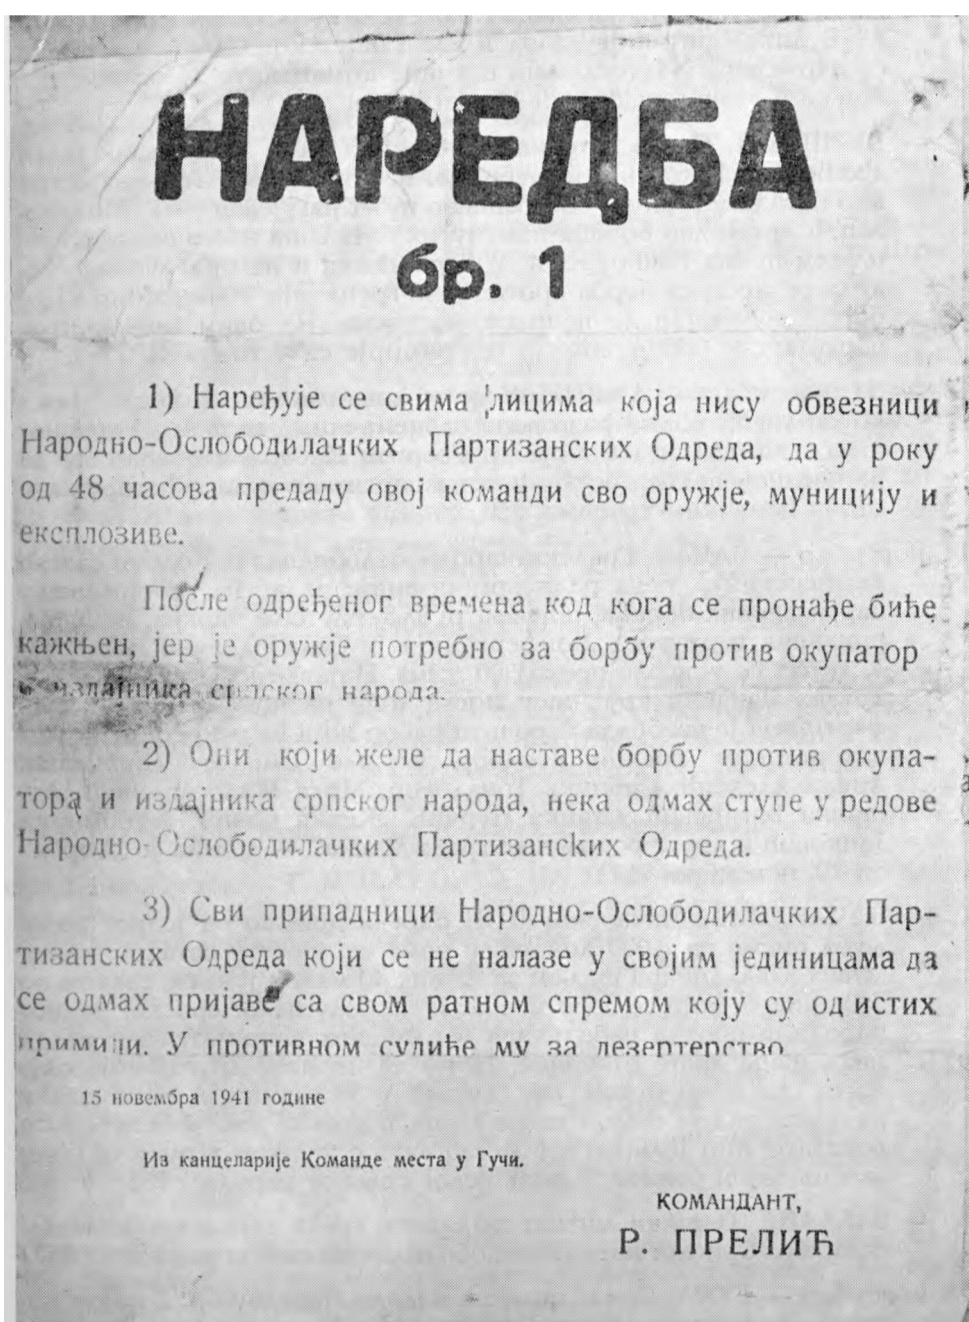 НАРЕДБА
бр. 1
1) Наређује се свима лицима која нису обвезници
Народно-Ослободилачких Партизанских Одреда, да у року
од 48 часова предаду овој команди сво оружје, муницију и
експлозиве.
После одређеног времена код кога се пронађе биће
кажњен, јер је оружје потребно за борбу против окупатор
и издајника српског народа.
2) Они који желе да наставе борбу против окупа-
тора и издајника српског народа, нека одмах ступе у редове
Народно-Ослободилачких Партизанских Одреда.
3) Сви припадници Народно-Ослободилачких Пар-
тизанских Одреда који се не налазе у својим јединицама да
се одмах пријаве са свом ратном спремом коју су од истих
примили. У противном судиће му за дезертерство
15 новембра 1941 године
Из канцеларије Команде места у Гучи.
КОМАНДАНТ,
Р. ПРЕЛИЋ